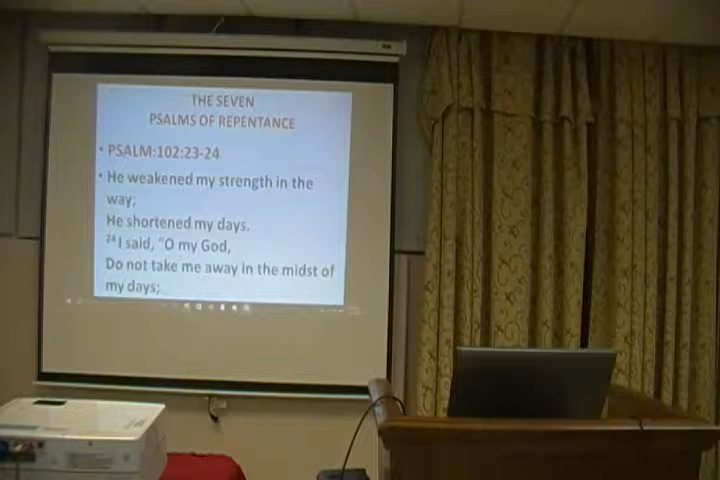 THE SEVEN
PSALMS OF REPENTANCE
• PSALM:102:23-24
• He weakened my strength in the
way;
He shortened my days.
24 I said, "O my God,
Do not take me away in the midst of
my days;